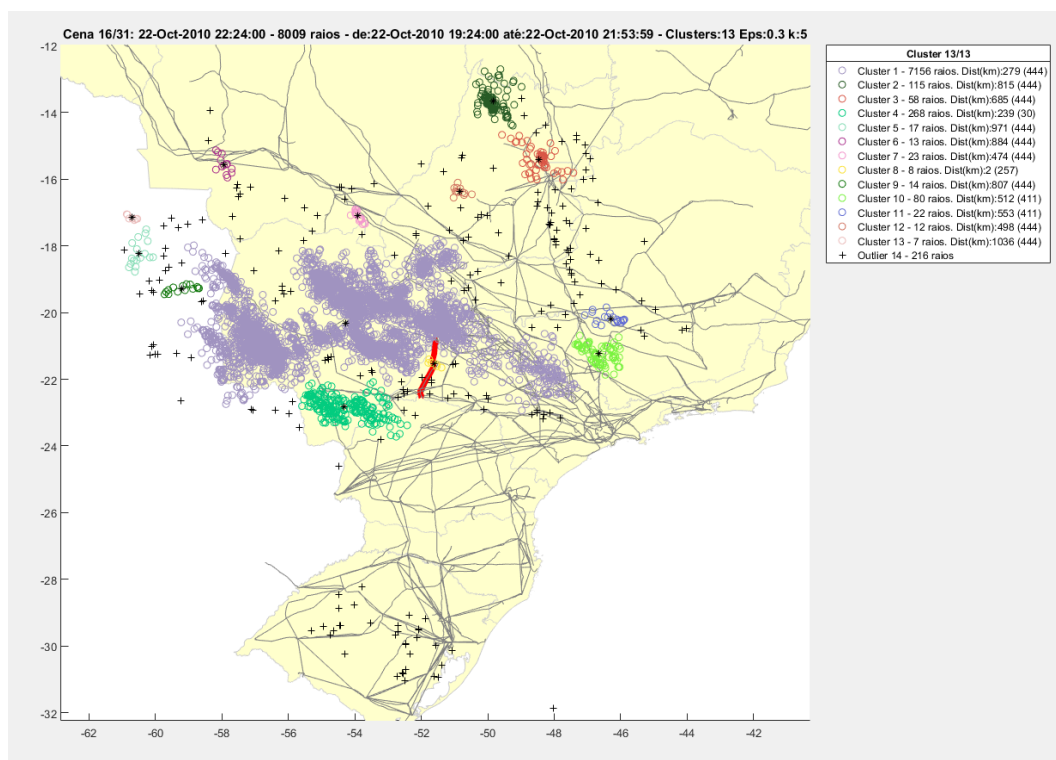 Cena 16/31: 22-Oct-2010 22:24:00 - 8009 raios - de:22-Oct-2010 19:24:00 até:22-Oct-2010 21:53:59 - Clusters:13 Eps:0.3 k:5
Cluster 13/13
Cluster 1 - 7156 raios. Dist(km):279 (444)
Cluster 2 - 115 raios. Dist(km):815 (444)
Cluster 3 - 58 raios. Dist(km):685 (444)
Cluster 4 - 268 raios. Dist(km):239 (30)
Cluster 5 - 17 raios. Dist(km):971 (444)
Cluster 6 - 13 raios. Dist(km):884 (444)
Cluster 7 - 23 raios. Dist(km):474 (444)
Cluster 8 - 8 raios. Dist(km):2 (257)
Cluster 9 - 14 raios. Dist(km):807 (444)
Cluster 10 - 80 raios. Dist(km):512 (411)
Cluster 11 - 22 raios. Dist(km):553 (411)
Cluster 12 - 12 raios. Dist(km):498 (444)
Cluster 13 - 7 raios. Dist(km):1036 (444)
Outlier 14 - 216 raios
-12
-14
-16
-18
-20
-22
-24
-26
-28
-30
-32
-62 -60 -58 -56 -54 -52 -50 -48 -46 -44 -42